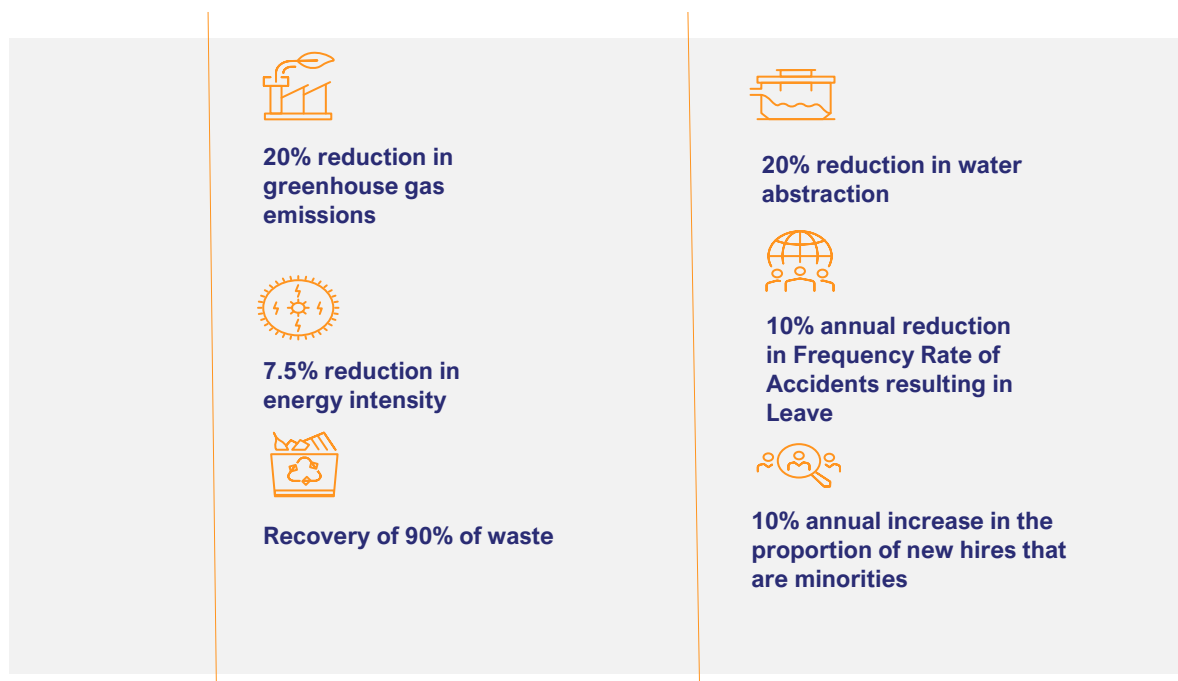 20% reduction in
greenhouse gas
emissions
7.5% reduction in
energy intensity
Recovery of 90% of waste
20% reduction in water
abstraction
10% annual reduction
in Frequency Rate of
Accidents resulting in
Leave
10% annual increase in the
proportion of new hires that
are minorities